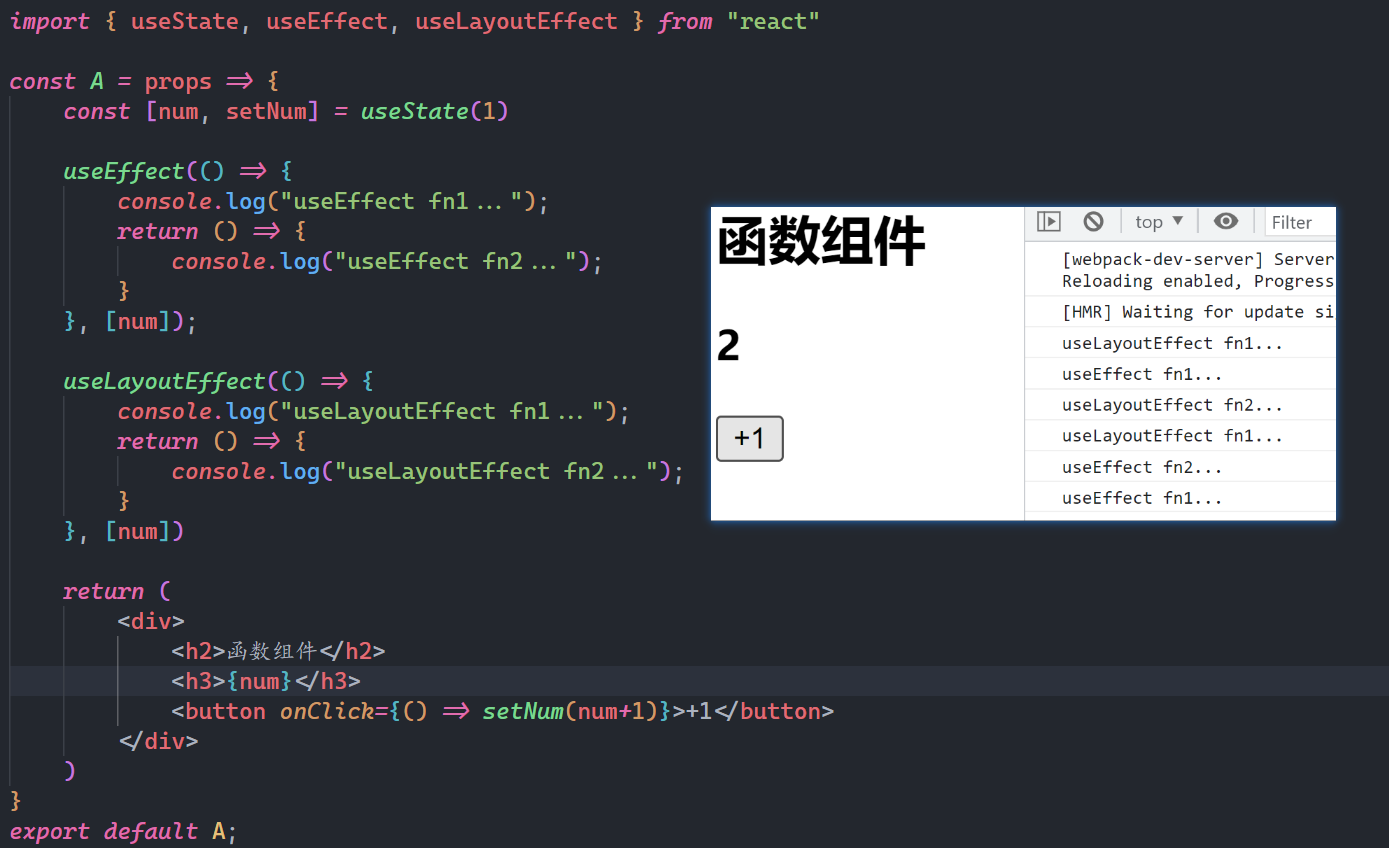 import { useState, useEffect, useLayoutEffect } from "react"
const A = props => {
const [num, setNum] = useState(1)
useEffect(() => {
console.log("useEffect fn1...");
return () => {
console.log("useEffect fn2...");
}
}, [num]);
useLayoutEffect(() => {
console.log("useLayoutEffect fn1...");
return () => {
console.log("useLayoutEffect fn2...");
}
}, [num])
return (
<div>
<h2>函数组件</h2>
<h3>{num}</h3>
<button onClick={() => setNum(num+1)}>+1</button>
</div>
)
}
export default A;
函数组件
2
+1
top ▼
Filter
[webpack-dev-server] Server
Reloading enabled, Progress
[HMR] Waiting for update si
useLayoutEffect fn1...
useEffect fn1...
useLayoutEffect fn2...
useLayoutEffect fn1...
useEffect fn2...
useEffect fn1...